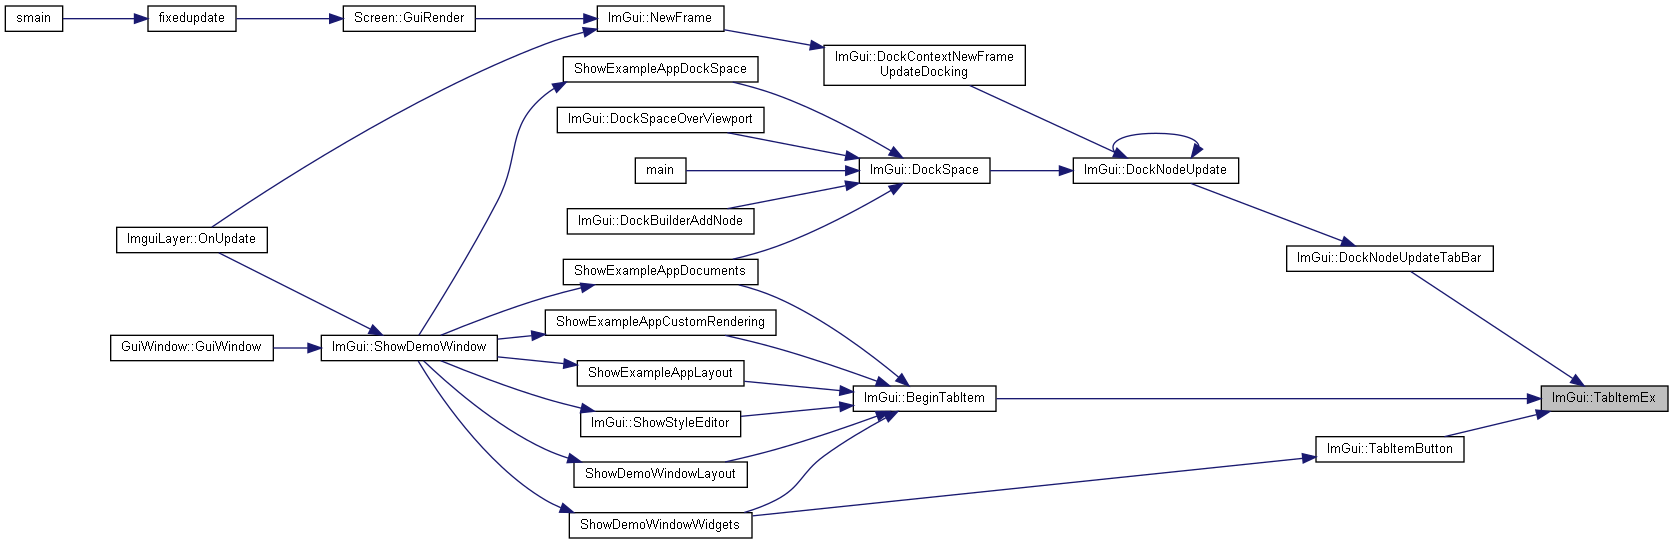 smain
fixedupdate
Screen::GuiRender
ImGui::NewFrame
ImGui::DockContextNewFrame
UpdateDocking
ShowExampleAppDockSpace
ImGui::DockSpaceOverViewport
main
ImGui::DockSpace
ImGui::DockNodeUpdate
ImGui::DockBuilderAddNode
ImguiLayer::OnUpdate
ImGui::DockNodeUpdateTabBar
ShowExampleAppDocuments
ShowExampleAppCustomRendering
GuiWindow::GuiWindow
ImGui::ShowDemoWindow
ShowExampleAppLayout
ImGui::BeginTabItem
ImGui::TabItemEx
ImGui::ShowStyleEditor
ImGui::TabItemButton
ShowDemoWindowLayout
ShowDemoWindowWidgets